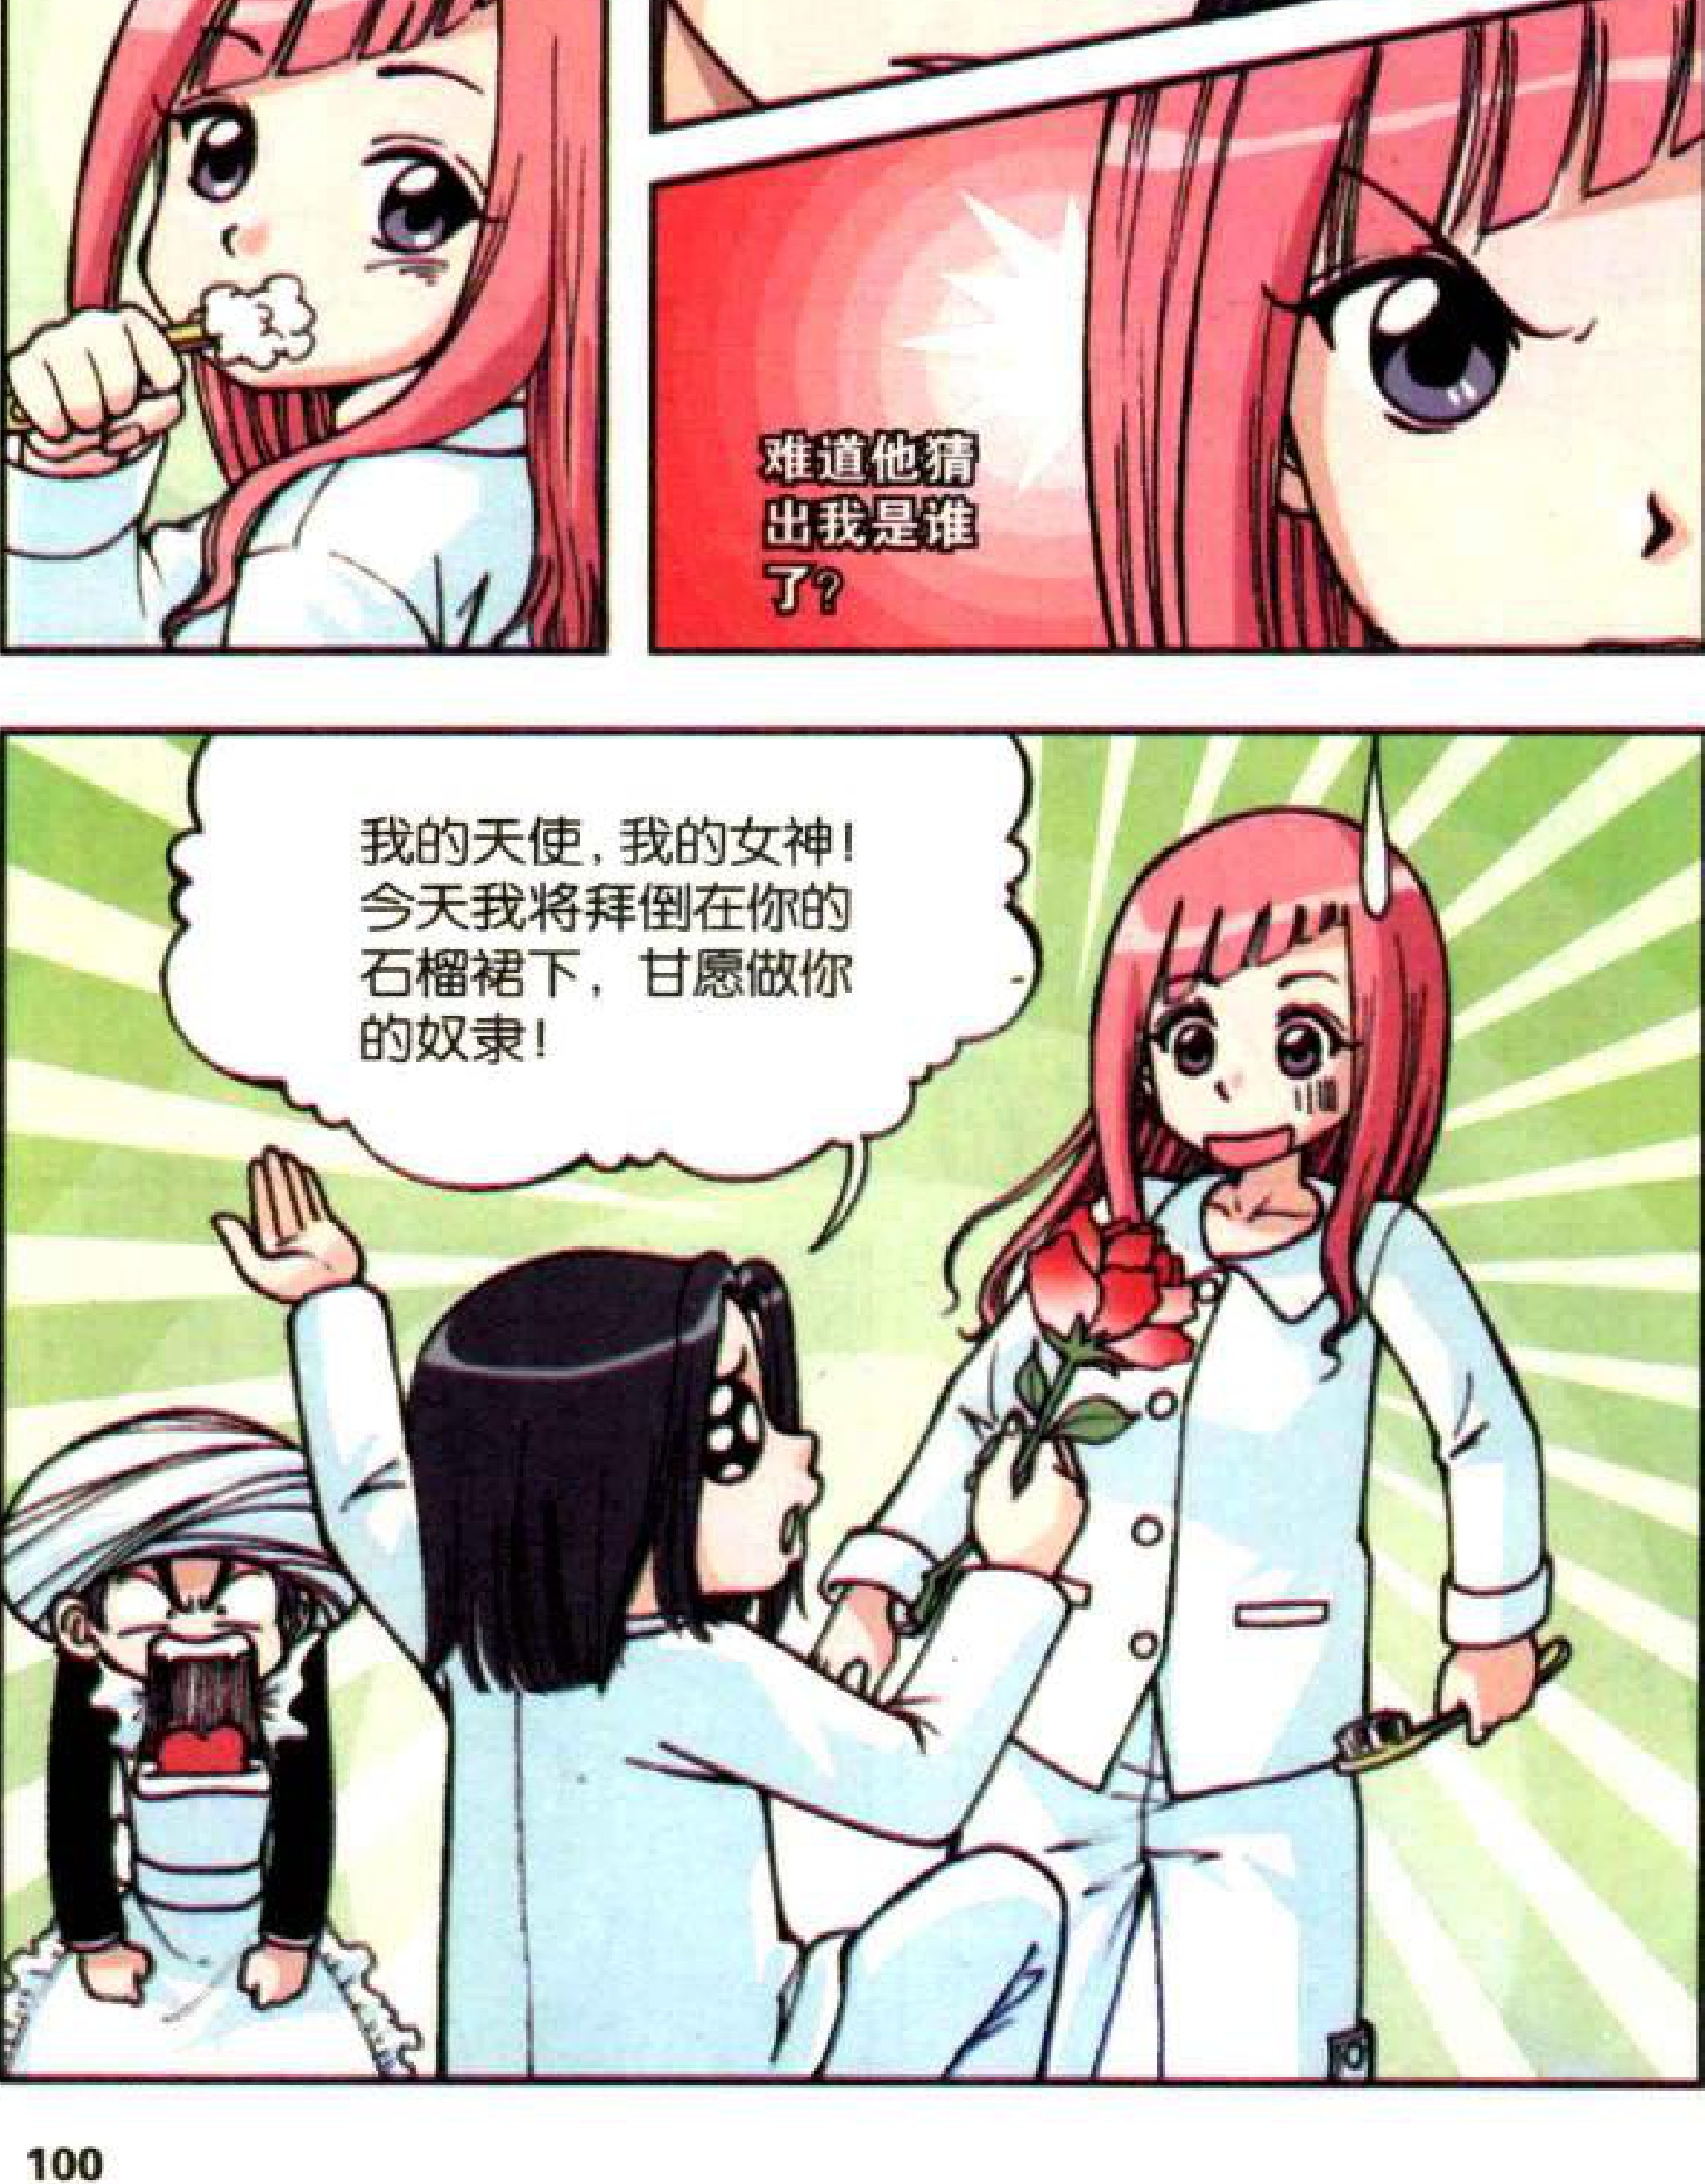 难道他猜
出我是谁
了？
我的天使，我的女神！
今天我将拜倒在你的
石榴裙下，甘愿做你
的奴隶！
100